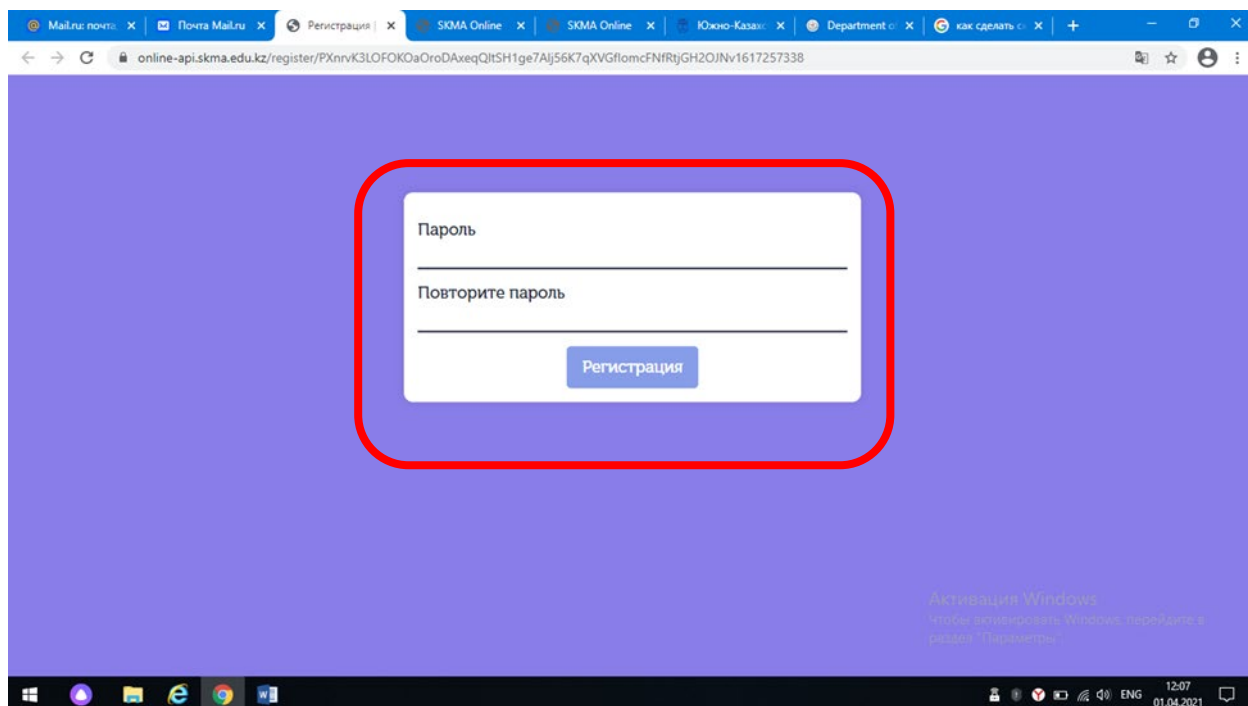 Mail.ru: почта,
Почта Mail.ru
Регистрация |
SKMA Online
SKMA Online
Южно-Казахс
Department o
как сделать с
online-api.skma.edu.kz/register/
Пароль
Повторите пароль
Регистрация
Активация Windows
Чтобы активировать Windows, перейдите в
раздел "Параметры".
ENG
12:07
01.04.2021